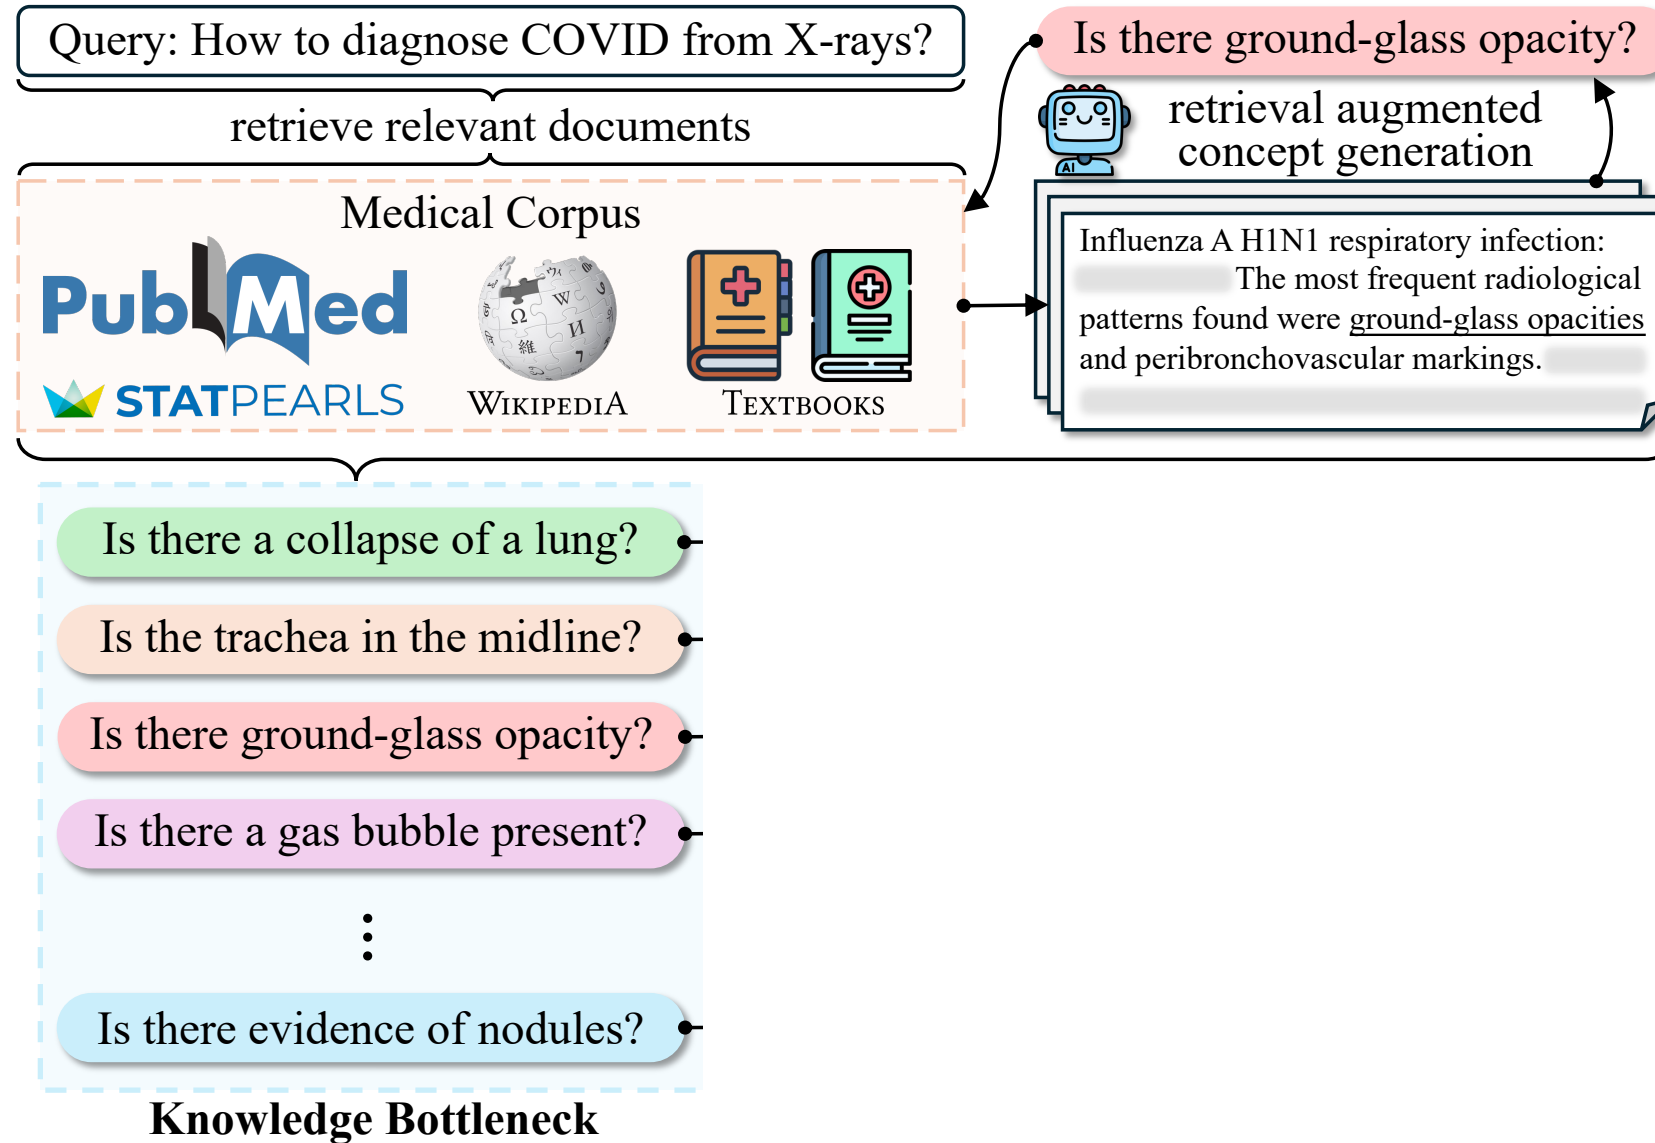 Query: How to diagnose COVID from X-rays?
retrieve relevant documents
Medical Corpus
PubMed
STATPEARLS
WIKIPEDIA
TEXTBOOKS
Is there ground-glass opacity?
retrieval augmented
concept generation
AI
Influenza A H1N1 respiratory infection:
The most frequent radiological
patterns found were ground-glass opacities
and peribronchovascular markings.
Is there a collapse of a lung?
Is the trachea in the midline?
Is there ground-glass opacity?
Is there a gas bubble present?
Is there evidence of nodules?
Knowledge Bottleneck